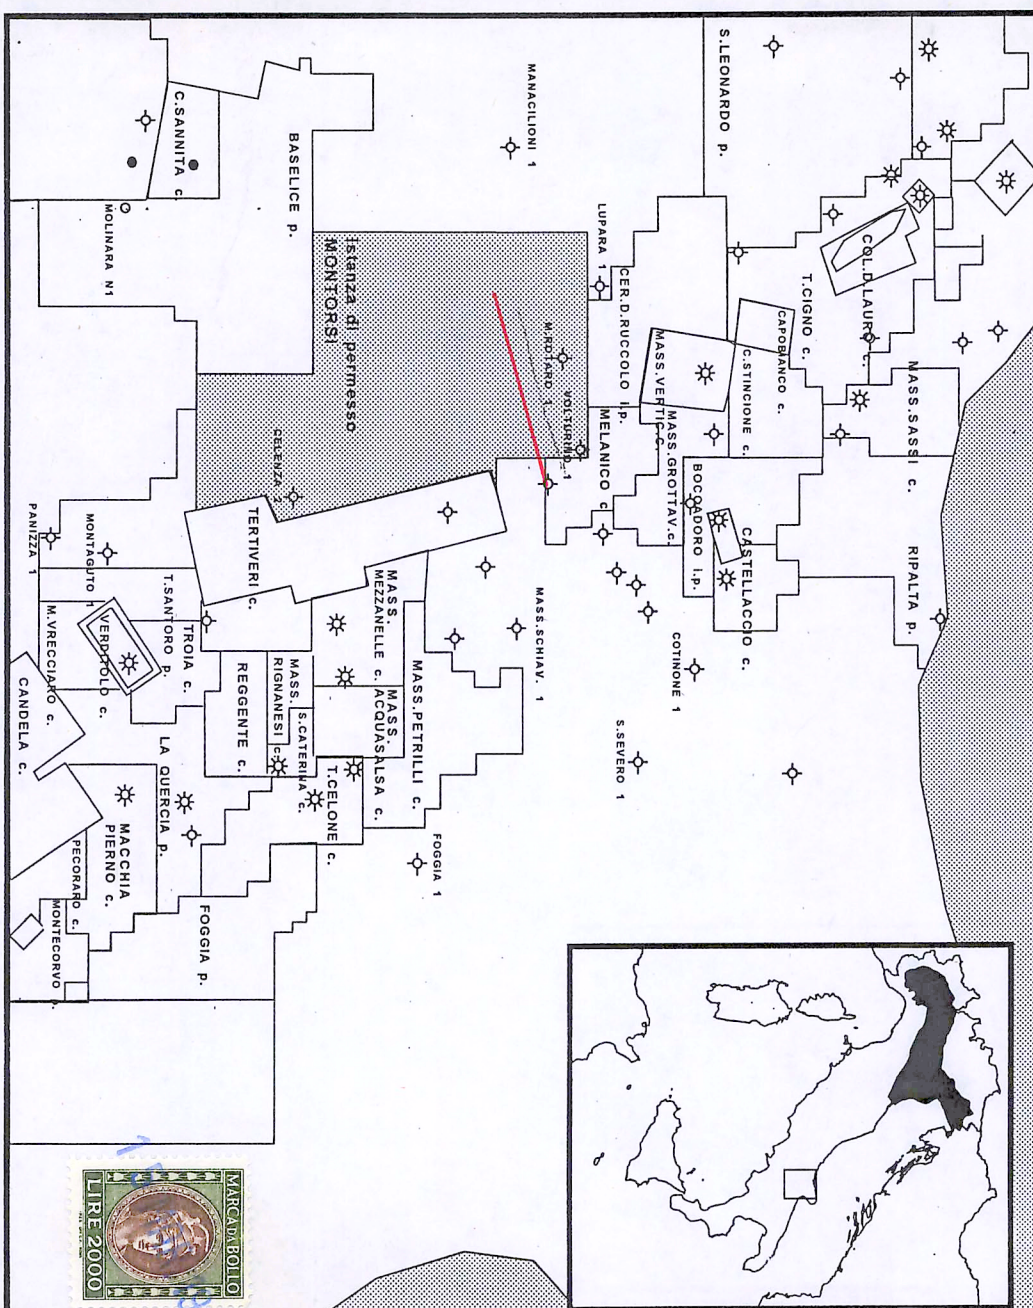 S.LEONARDO p.
MANACILIONI 1
BASELICE p.
C.SANNITA c.
MOLINARA N1
Istanza di permesso
MONTORSI
LUPARA 1
CER.D.RUCCOLO i.p.
M.ROTARO 1
VOLTURINO 1
CELENZA 2
COL.D.LAURO c.
T.CIGNO c.
CAPOBIANCO c.
C.STINCIONE c.
MASS.VERTIC.c.
MASS.GROTTAV.c.
MELANICO c.
MASS.SASSI c.
RIPALTA p.
BOCCADORO i.p.
CASTELLACCIO c.
COTINONE 1
S.SEVERO 1
MASS.SCHIAV. 1
TERTIVERI c.
PANIZZA 1
MONTAGUTO 1
T.SANTORO p.
VERDITOLO c.
M.VRECCIARO c.
CANDELA c.
TROIA c.
REGGENTE c.
MASS.
RIGNANESI c.
S.CATERINA c.
MASS.
MEZZANELLE c.
MASS.
ACQUASALSA c.
MASS.PETRILLI c.
T.CELONE c.
FOGGIA 1
LA QUERCIA p.
MACCHIA
PIERNO c.
PECORARO c.
MONTECORVO
FOGGIA p.
MARCA DA BOLLO
LIRE 2000